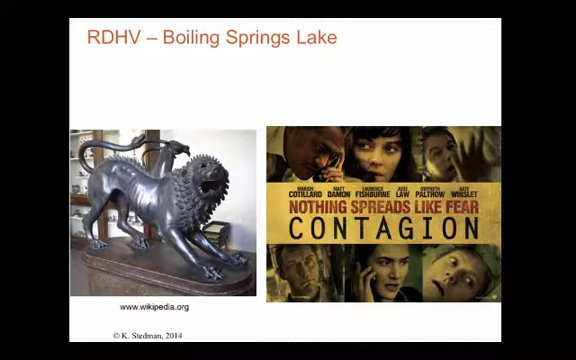 RDHV – Boiling Springs Lake
MARION COTILLARD MATT DAMON LAURENCE FISHBURNE JUDE LAW GWYNETH PALTROW KATE WINSLET
NOTHING SPREADS LIKE FEAR
CONTAGION
www.wikipedia.org
© K. Stedman, 2014